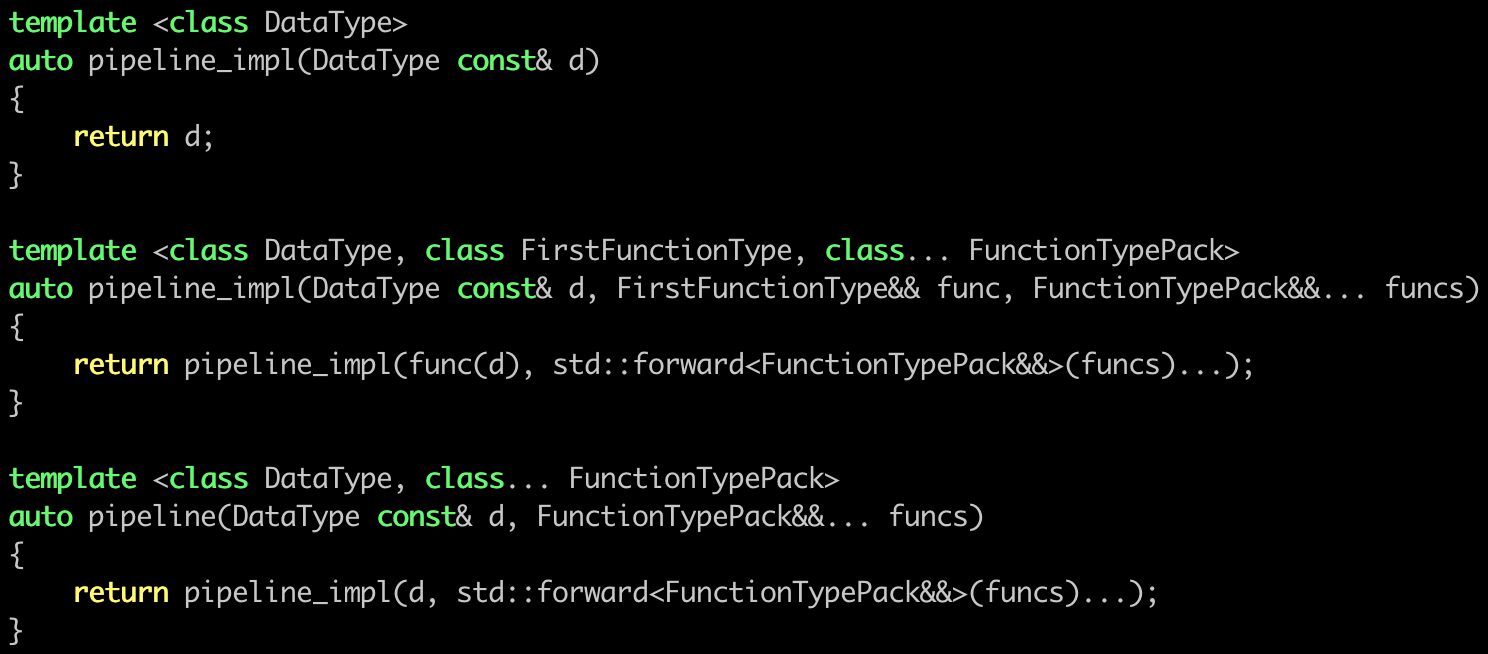 template <class DataType>
auto pipeline_impl(DataType const& d)
{
    return d;
}

template <class DataType, class FirstFunctionType, class... FunctionTypePack>
auto pipeline_impl(DataType const& d, FirstFunctionType&& func, FunctionTypePack&&... funcs)
{
    return pipeline_impl(func(d), std::forward<FunctionTypePack&&>(funcs)...);
}

template <class DataType, class... FunctionTypePack>
auto pipeline(DataType const& d, FunctionTypePack&&... funcs)
{
    return pipeline_impl(d, std::forward<FunctionTypePack&&>(funcs)...);
}